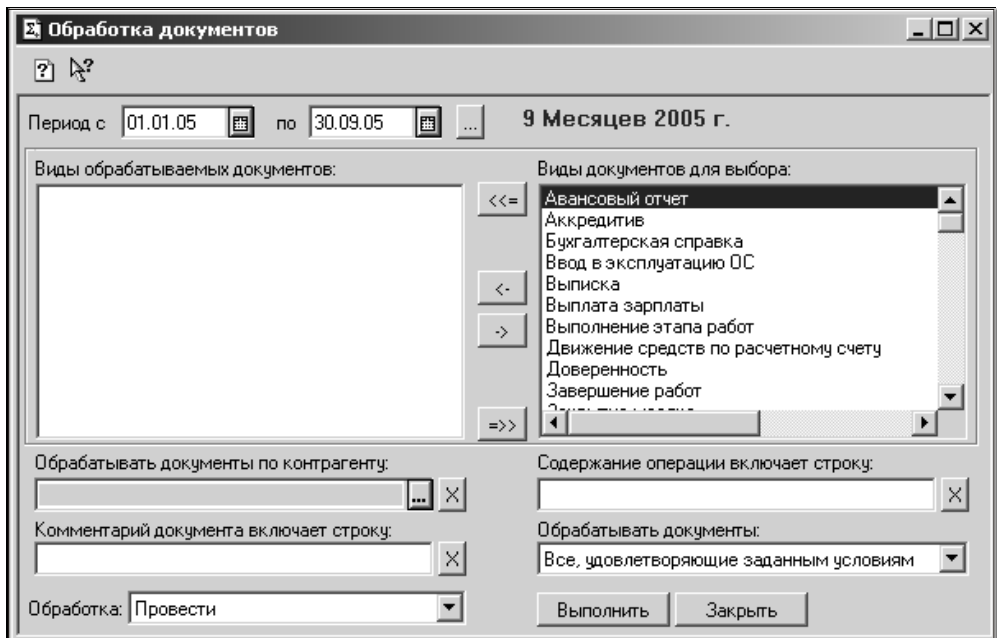 Обработка документов
Период с 01.01.05 по 30.09.05 ... 9 Месяцев 2005 г.
Виды обрабатываемых документов:
<<=
<-
->
=>>
Виды документов для выбора:
Авансовый отчет
Аккредитив
Бухгалтерская справка
Ввод в эксплуатацию ОС
Выписка
Выплата зарплаты
Выполнение этапа работ
Движение средств по расчетному счету
Доверенность
Завершение работ
Обрабатывать документы по контрагенту:
... X
Содержание операции включает строку:
X
Комментарий документа включает строку:
X
Обрабатывать документы:
Все, удовлетворяющие заданным условиям
Обработка: Провести
Выполнить Закрыть